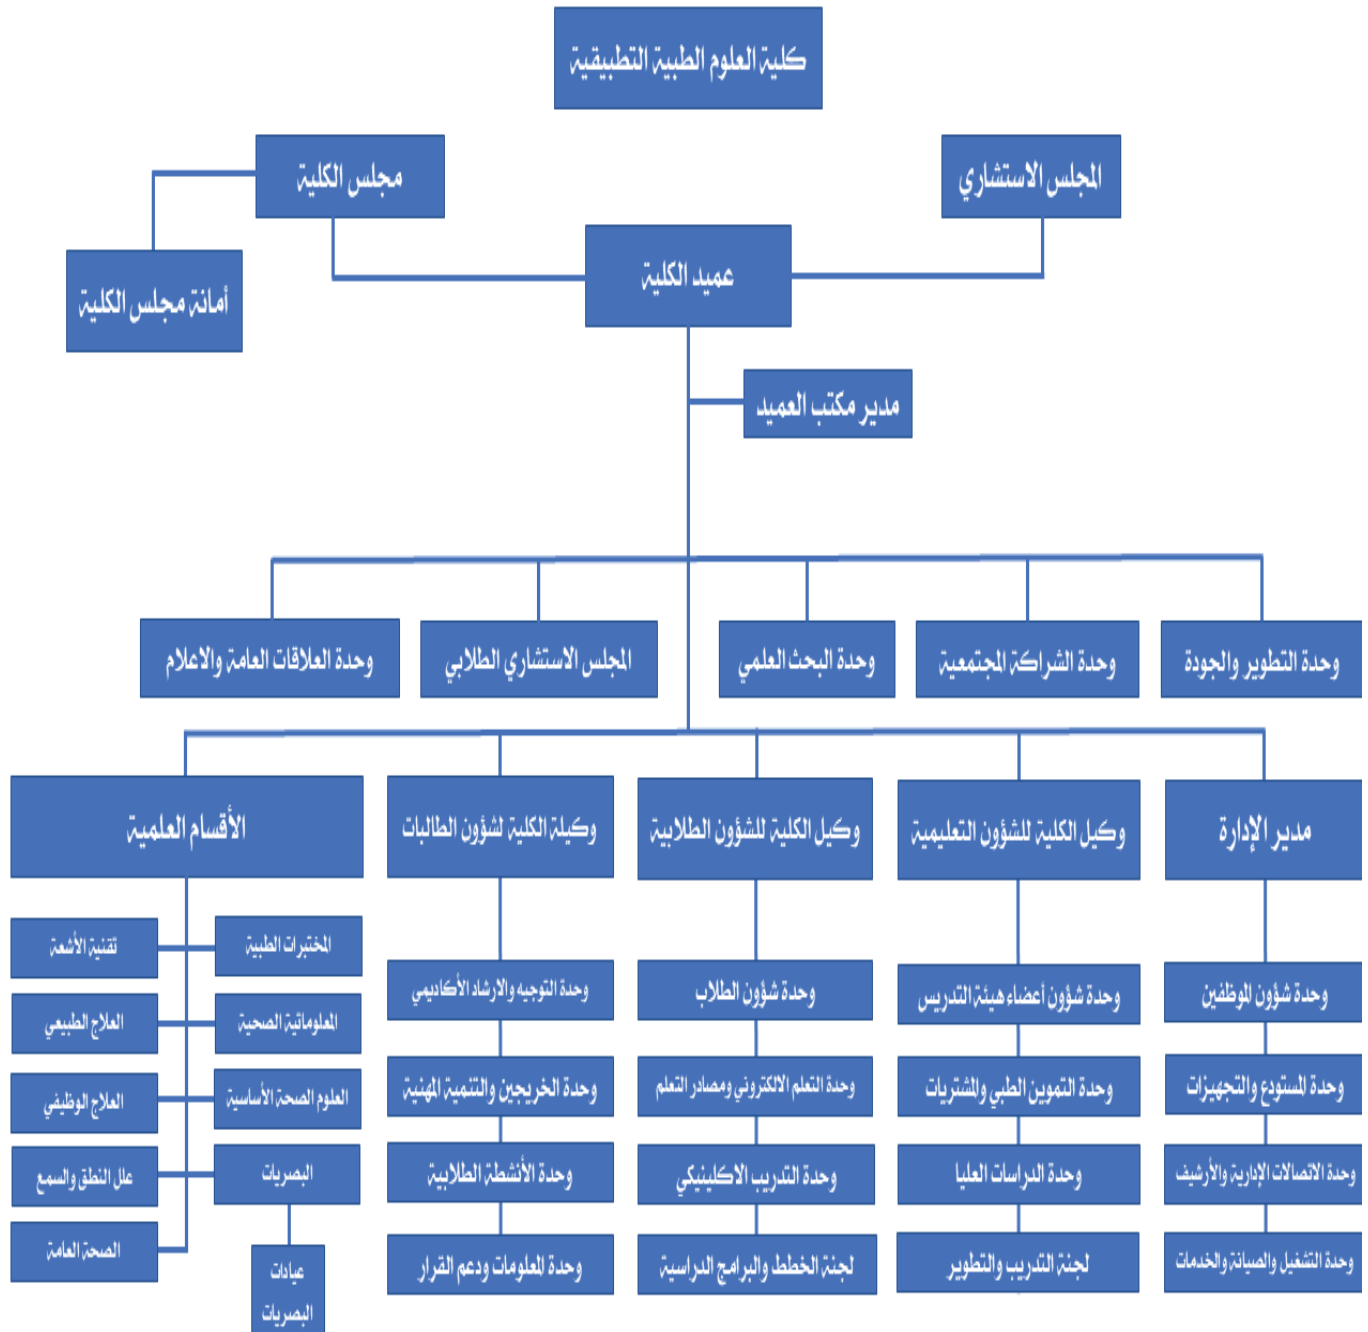 كلية العلوم الطبية التطبيقية
المجلس الاستشاري
مجلس الكلية
عميد الكلية
أمانة مجلس الكلية
مدير مكتب العميد
وحدة التطوير والجودة
وحدة الشراكة المجتمعية
وحدة البحث العلمي
المجلس الاستشاري الطلابي
وحدة العلاقات العامة والاعلام
مدير الإدارة
وكيل الكلية للشؤون التعليمية
وكيل الكلية للشؤون الطلابية
وكيلة الكلية لشؤون الطالبات
الأقسام العلمية
وحدة شؤون الموظفين
وحدة المستودع والتجهيزات
وحدة الاتصالات الإدارية والأرشيف
وحدة التشغيل والصيانة والخدمات
وحدة شؤون أعضاء هيئة التدريس
وحدة التموين الطبي والمشتريات
وحدة الدراسات العليا
لجنة التدريب والتطوير
وحدة شؤون الطلاب
وحدة التعلم الالكتروني ومصادر التعلم
وحدة التدريب الاكلينيكي
لجنة الخطط والبرامج الدراسية
وحدة التوجيه والارشاد الأكاديمي
وحدة الخريجين والتنمية المهنية
وحدة الأنشطة الطلابية
وحدة المعلومات ودعم القرار
المختبرات الطبية
تقنية الأشعة
المعلوماتية الصحية
العلاج الطبيعي
العلوم الصحة الأساسية
العلاج الوظيفي
البصريات
علل النطق والسمع
الصحة العامة
عيادات
البصريات